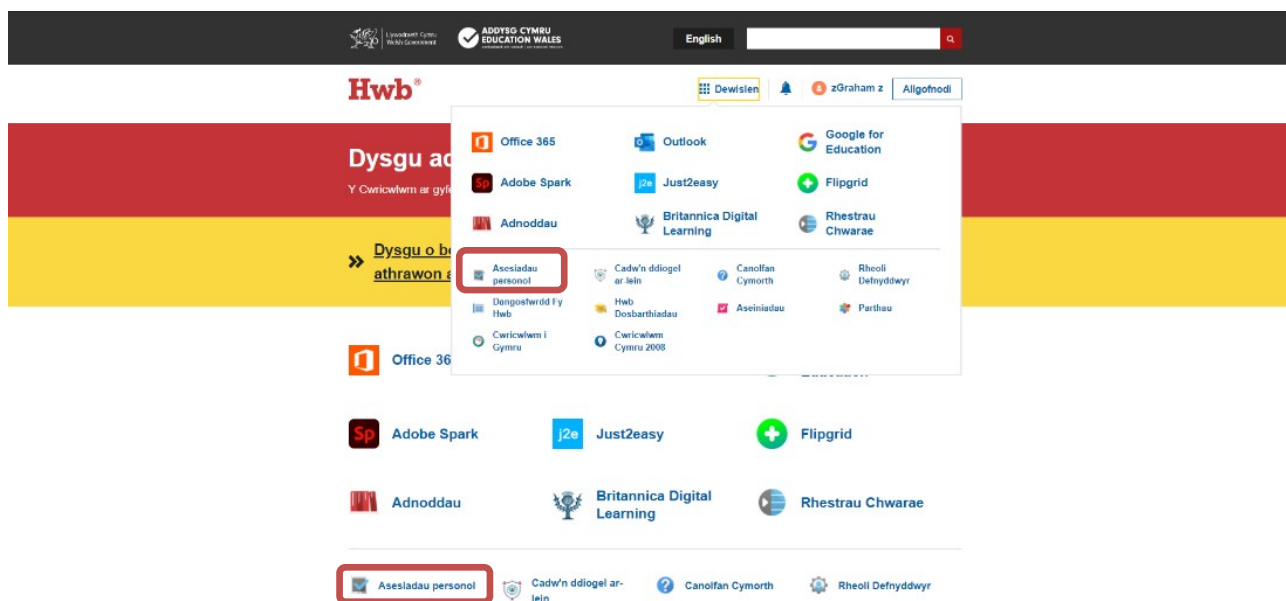 Llywodraeth Cymru
Welsh Government
ADDYSG CYMRU
EDUCATION WALES
English
Hwb®
Dewislen
zGraham z
Allgofnodi
Office 365
Outlook
Google for
Education
Adobe Spark
j2e
Just2easy
Flipgrid
Adnoddau
Britannica Digital
Learning
Rhestrau
Chwarae
Asesiadau
personol
Cadw'n ddiogel
ar-lein
Canolfan
Cymorth
Rheoli
Defnyddwyr
Dangosfwrdd Fy
Hwb
Hwb
Dosbarthiadau
Aseiniadau
Parthau
Cwricwlwm i
Gymru
Cwricwlwm
Cymru 2008
Dysgu
Y Cwricwlwm ar
Dysgu o
athrawon
Office 36
Sp
Adobe Spark
j2e
Just2easy
Flipgrid
Adnoddau
Britannica Digital
Learning
Rhestrau Chwarae
Asesiadau personol
Cadw'n ddiogel ar-
lein
Canolfan Cymorth
Rheoli Defnyddwyr